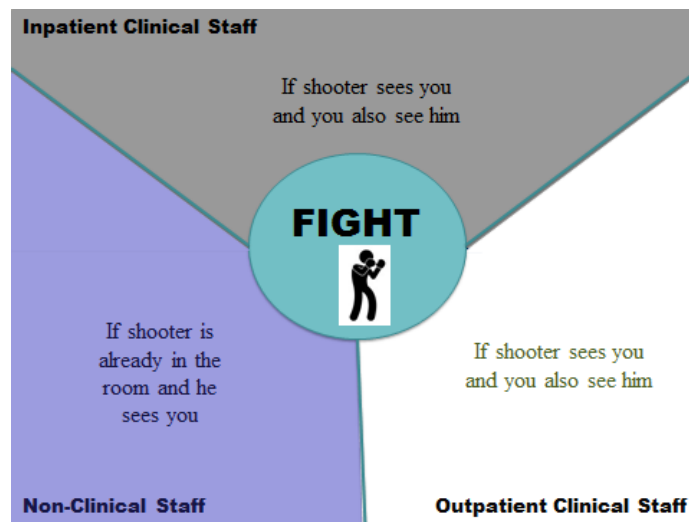 Inpatient Clinical Staff
If shooter sees you
and you also see him
FIGHT
If shooter is
already in the
room and he
sees you
If shooter sees you
and you also see him
Non-Clinical Staff
Outpatient Clinical Staff